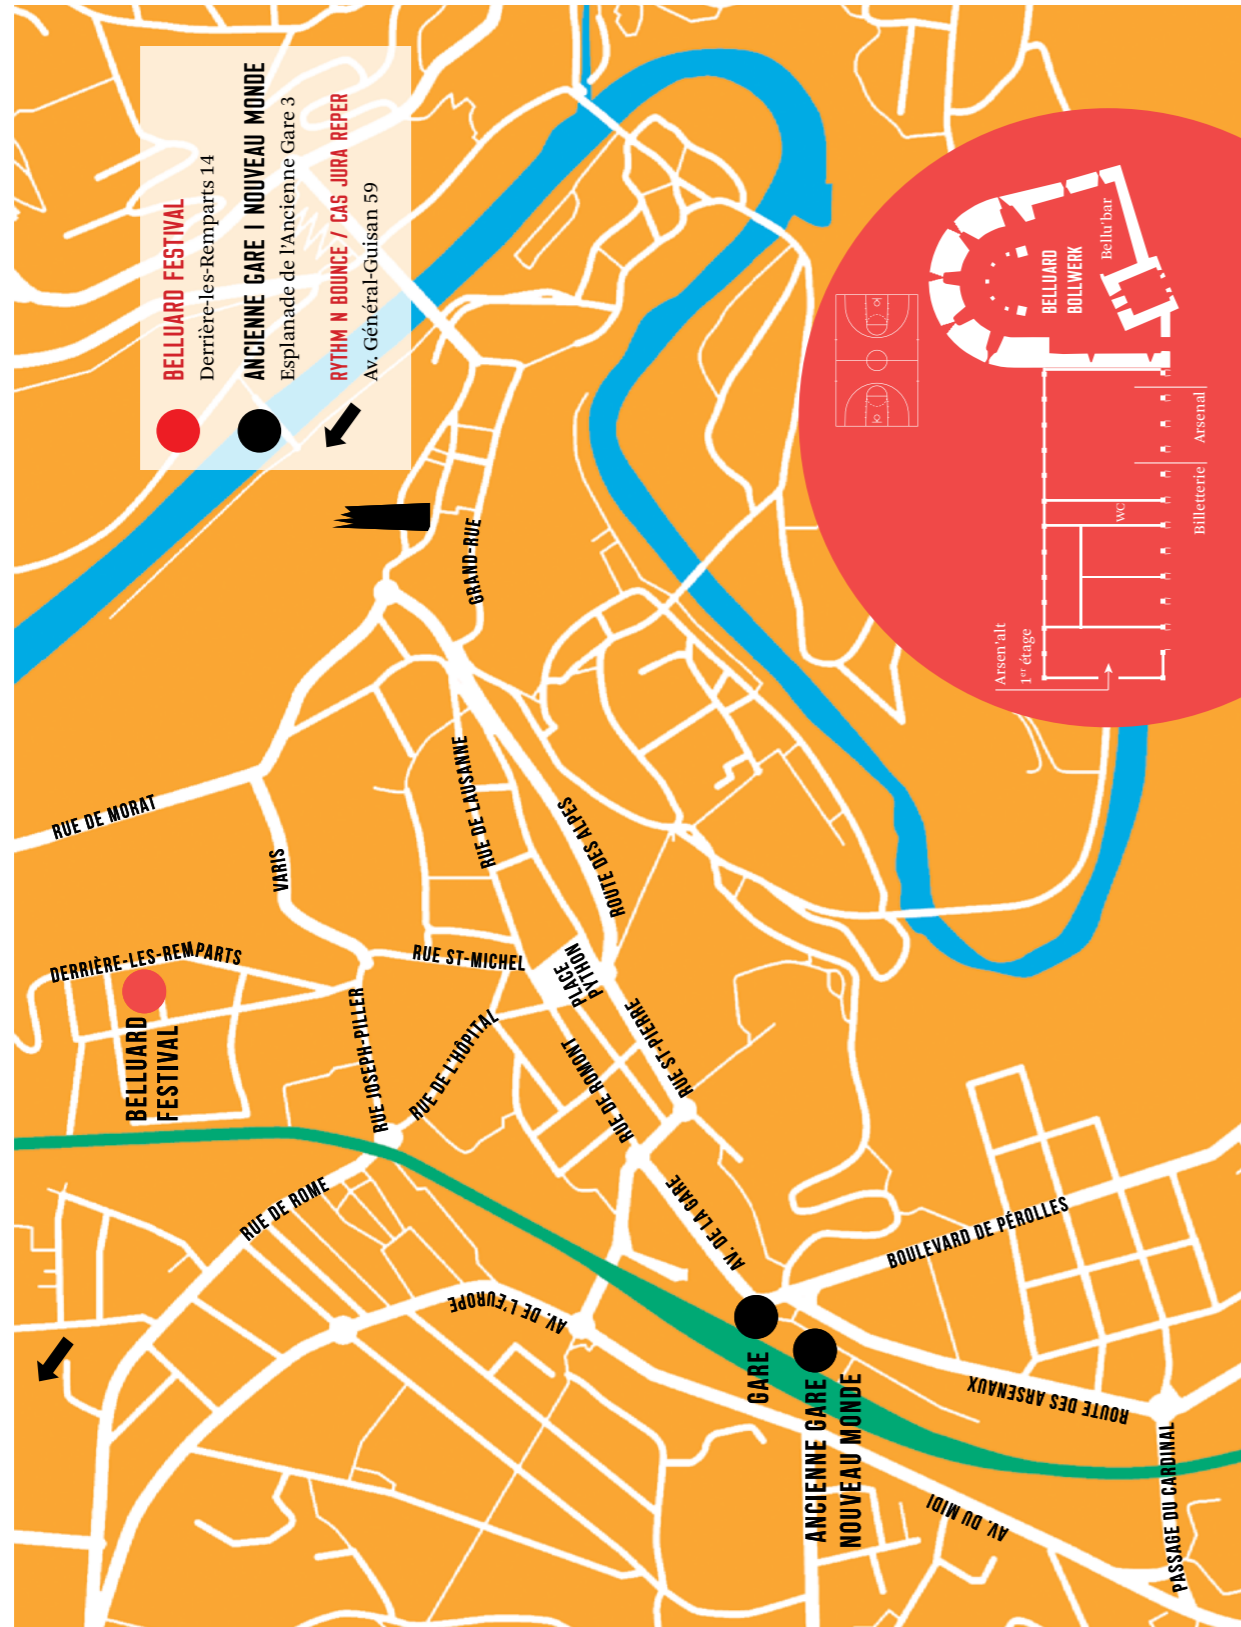 BELLUARD FESTIVAL
Derrière-les-Remparts 14
ANCIENNE GARE I NOUVEAU MONDE
Esplanade de l'Ancienne Gare 3
RYTHM N BOUNCE / CAS JURA REPER
Av. Général-Guisan 59
BELLUARD
BOLLWERK
Bellu'bar
Arsenal
Billetterie
WC
Arsen'alt
1er étage
GRAND-RUE
RUE DE MORAT
VARIS
RUE DE LAUSANNE
ROUTE DES ALPES
DERRIÈRE-LES-REMPARTS
BELLUARD
FESTIVAL
RUE ST-MICHEL
PLACE
PYTHON
RUE JOSEPH-PILLER
RUE DE L'HÔPITAL
RUE DE ROMONT
RUE ST-PIERRE
RUE DE ROME
AV. DE LA GARE
AV. DE L'EUROPE
BOULEVARD DE PÉROLLES
GARE
ANCIENNE GARE
NOUVEAU MONDE
ROUTE DES ARSENAUX
AV. DU MIDI
PASSAGE DU CARDINAL